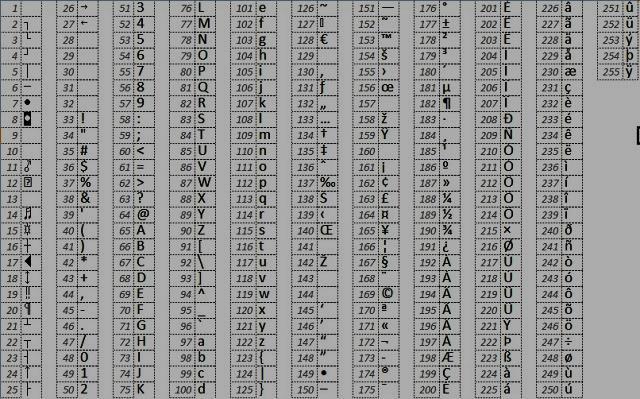 1 26 → 51 3 76 L 101 e 126 ~ 151 — 176 ° 201 É 226 â 251 û
2 ┐ 27 ← 52 4 77 M 102 f 127 ▯ 152 ˜ 177 ± 202 Ê 227 ã 252 ü
3 └ 28 53 5 78 N 103 g 128 € 153 ™ 178 ² 203 Ë 228 ä 253 ý
4 ┘ 29 54 6 79 O 104 h 129 154 š 179 ³ 204 Ì 229 å 254 þ
5 │ 30 55 7 80 P 105 i 130 ‚ 155 › 180 ´ 205 Í 230 æ 255 ÿ
6 ─ 31 56 8 81 Q 106 j 131 ƒ 156 œ 181 µ 206 Î 231 ç
7 • 32 57 9 82 R 107 k 132 „ 157 182 ¶ 207 Ï 232 è
8 ◘ 33 ! 58 : 83 S 108 l 133 … 158 ž 183 · 208 Ð 233 é
9 34 " 59 ; 84 T 109 m 134 † 159 Ÿ 184 ¸ 209 Ñ 234 ê
10 35 # 60 < 85 U 110 n 135 ‡ 160 185 ¹ 210 Ò 235 ë
11 ♂ 36 $ 61 = 86 V 111 o 136 ˆ 161 ¡ 186 º 211 Ó 236 ì
12 37 % 62 > 87 W 112 p 137 ‰ 162 ¢ 187 » 212 Ô 237 í
13 38 & 63 ? 88 X 113 q 138 Š 163 £ 188 ¼ 213 Õ 238 î
14 ♫ 39 ' 64 @ 89 Y 114 r 139 ‹ 164 ¤ 189 ½ 214 Ö 239 ï
15 ¤ 40 ( 65 A 90 Z 115 s 140 Œ 165 ¥ 190 ¾ 215 × 240 ð
16 ┼ 41 ) 66 B 91 [ 116 t 141 166 ¦ 191 ¿ 216 Ø 241 ñ
17 ◄ 42 * 67 C 92 \ 117 u 142 Ž 167 § 192 À 217 Ù 242 ò
18 ↕ 43 + 68 D 93 ] 118 v 143 168 ¨ 193 Á 218 Ú 243 ó
19 ‼ 44 , 69 E 94 ^ 119 w 144 169 © 194 Â 219 Û 244 ô
20 ¶ 45 - 70 F 95 _ 120 x 145 ‘ 170 ª 195 Ã 220 Ü 245 õ
21 ┴ 46 . 71 G 96 ` 121 y 146 ’ 171 « 196 Ä 221 Ý 246 ö
22 ┬ 47 / 72 H 97 a 122 z 147 “ 172 ¬ 197 Å 222 Þ 247 ÷
23 ┤ 48 0 73 I 98 b 123 { 148 ” 173 - 198 Æ 223 ß 248 ø
24 ↑ 49 1 74 J 99 c 124 | 149 • 174 ® 199 Ç 224 à 249 ù
25 ├ 50 2 75 K 100 d 125 } 150 – 175 ¯ 200 È 225 á 250 ú